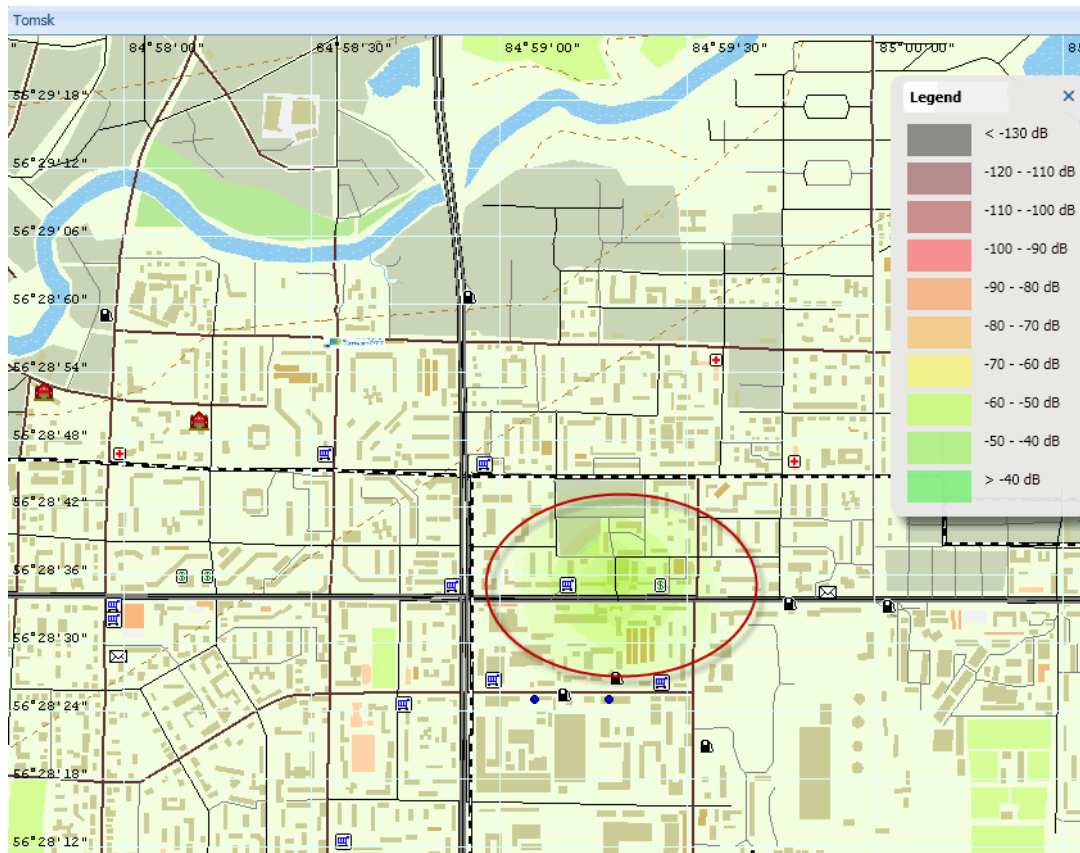 Tomsk
84°58'00"
84°58'30"
84°59'00"
84°59'30"
85°00'00"
56°29'18"
56°29'12"
56°29'06"
56°28'60"
56°28'54"
56°28'48"
56°28'42"
56°28'36"
56°28'30"
56°28'24"
56°28'18"
56°28'12"
Legend
< -130 dB
-120 - -110 dB
-110 - -100 dB
-100 - -90 dB
-90 - -80 dB
-80 - -70 dB
-70 - -60 dB
-60 - -50 dB
-50 - -40 dB
> -40 dB